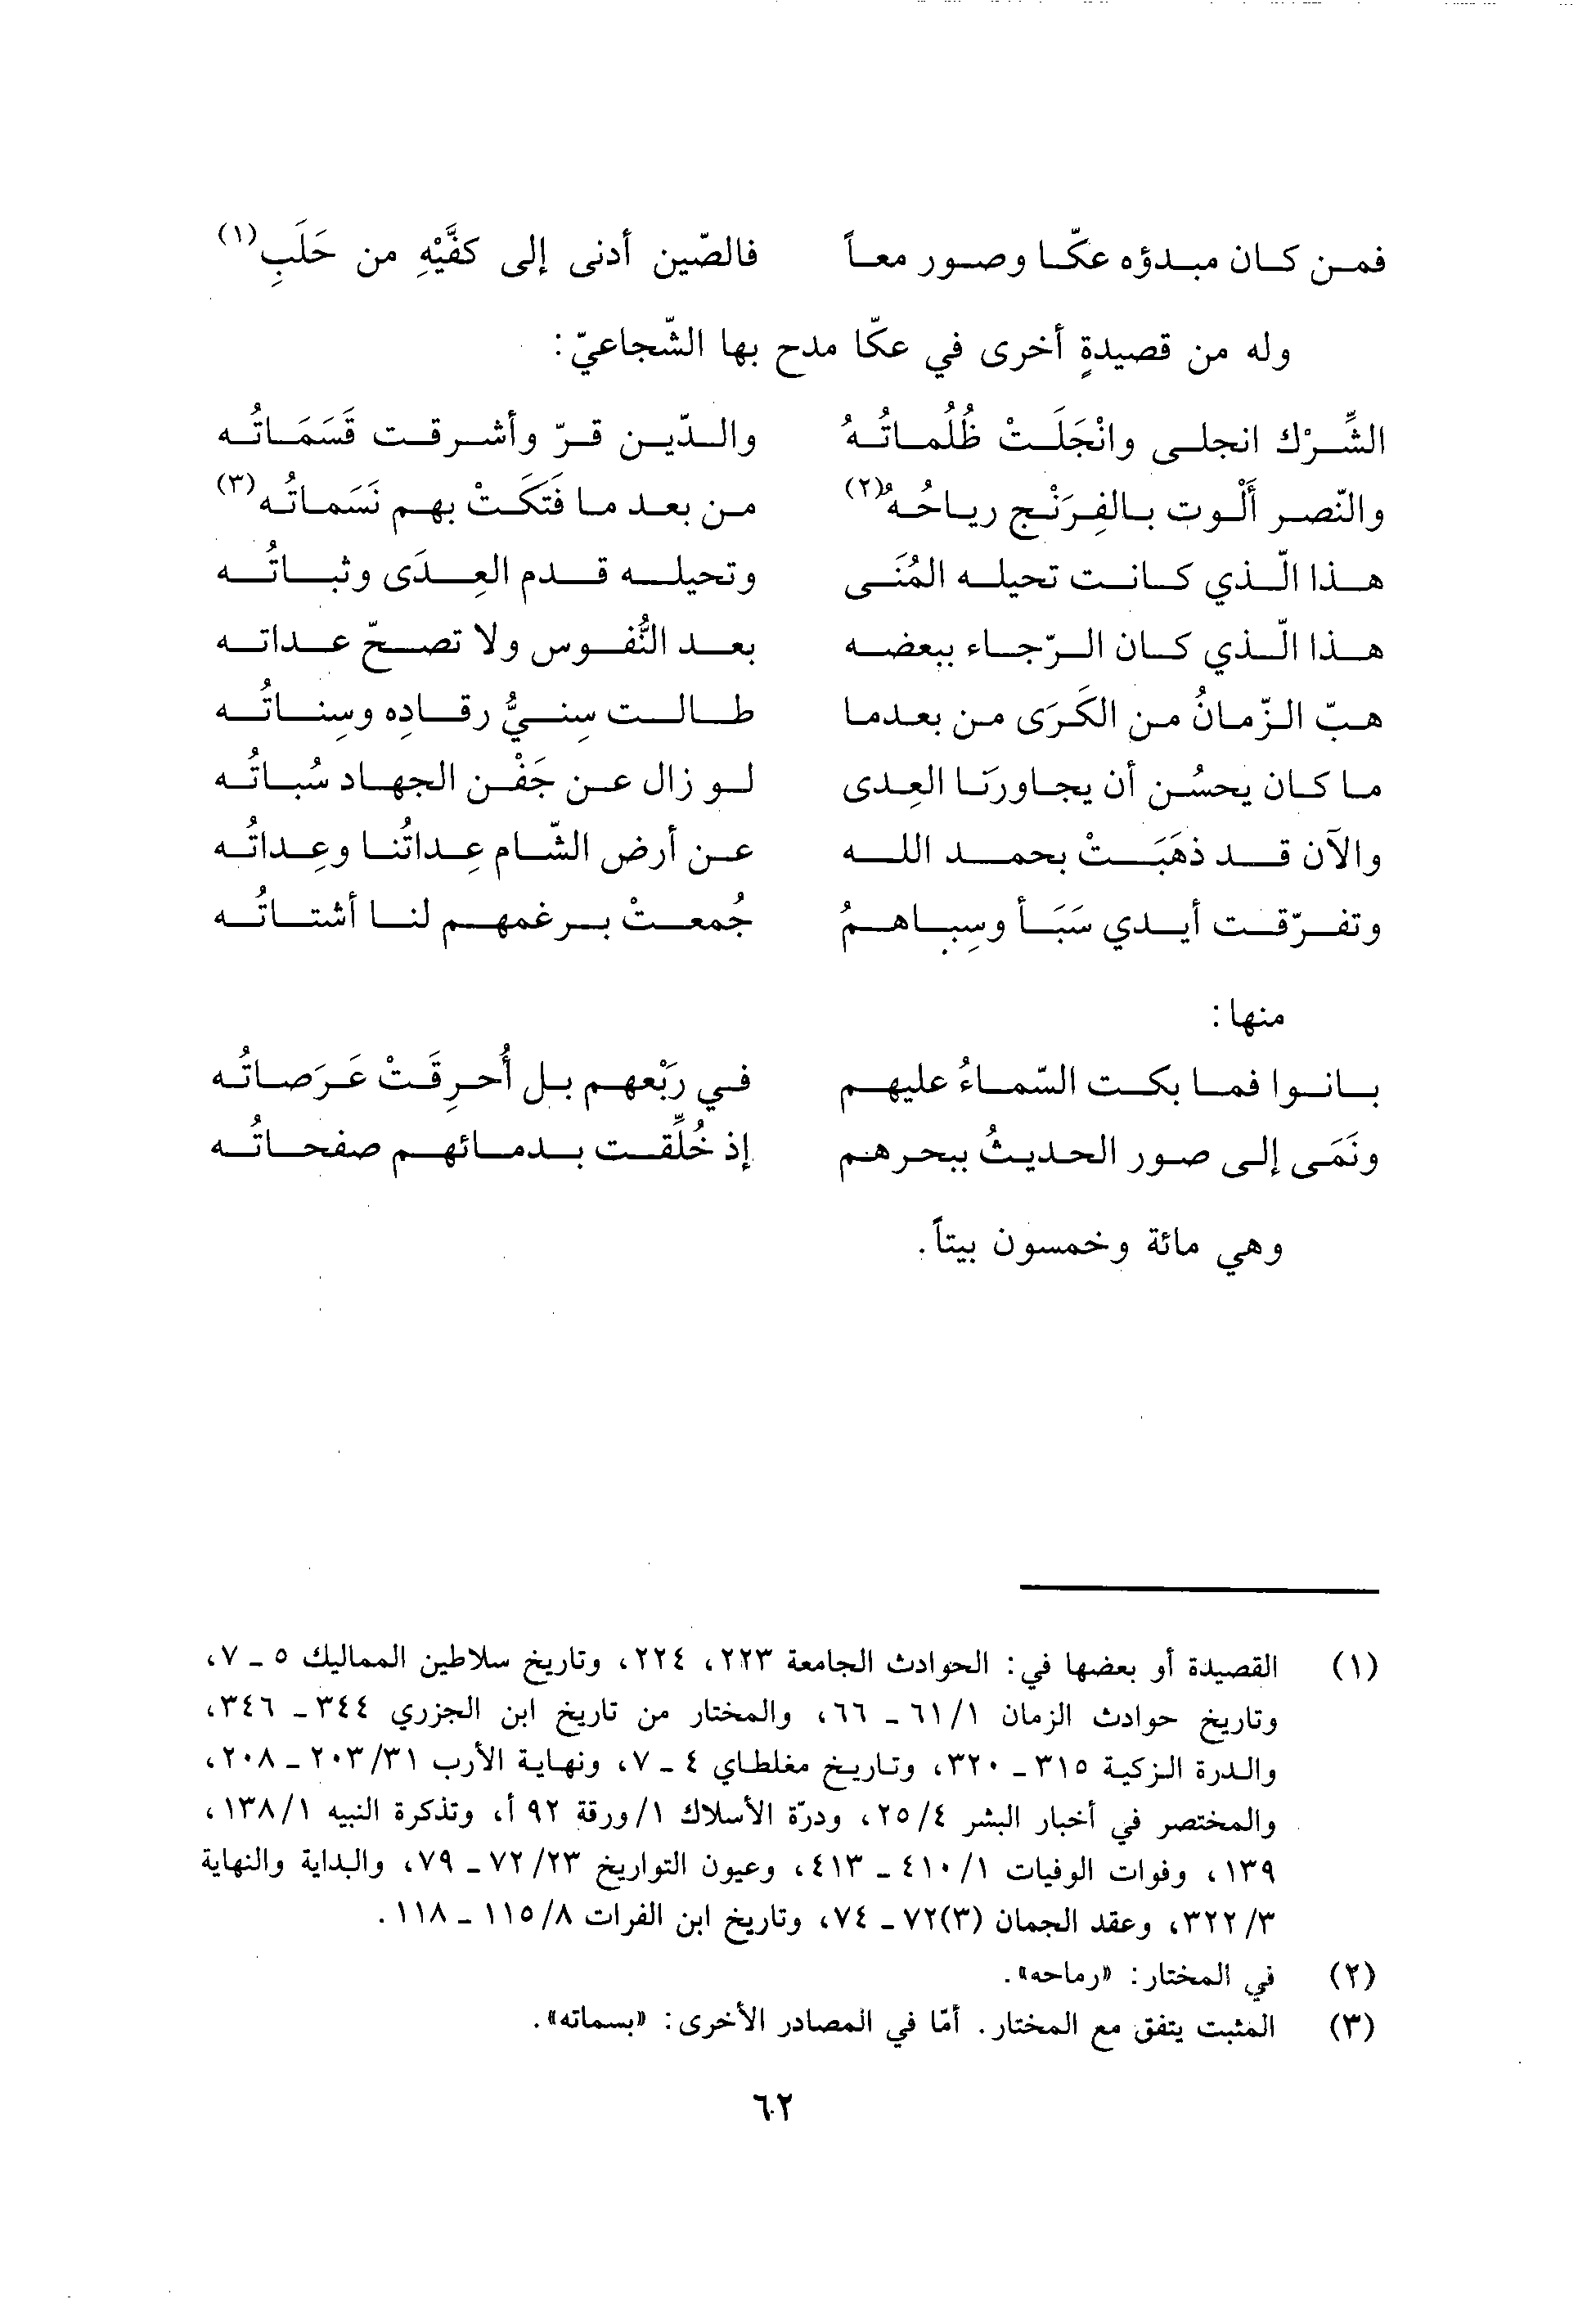 فمن كان مبدؤه عكّا وصور معاً فالصّين أدنى إلى كفَّيْهِ من حَلَبِ(١)
وله من قصيدةٍ أخرى في عكّا مدح بها الشّجاعيّ:
الشِّرْك انجلى وانْجَلَتْ ظُلُماتُهُ والدّين قرّ وأشرقت قَسَمَاتُه
والنّصر أَلْوت بالفِرَنْج رياحُهُ(٢) من بعد ما فَتَكَتْ بهم نَسَماتُه(٣)
هذا الّذي كانت تحيله المُنَى وتحيله قدم العِدَى وثباتُه
هذا الّذي كان الرّجاء ببعضه بعد النُّفوس ولا تصحّ عداته
هبّ الزّمانُ من الكَرَى من بعدما طالت سِنيُّ رقادِه وسِناتُه
ما كان يحسُن أن يجاورَنا العِدى لو زال عن جَفْن الجهاد سُباتُه
والآن قد ذهَبَتْ بحمد الله عن أرض الشّام عِداتُنا وعِداتُه
وتفرّقت أيدي سَبَأ وسِباهمُ جُمعتْ برغمهم لنا أشتاتُه
منها:
بانوا فما بكت السّماءُ عليهم في رَبْعهم بل أُحرِقَتْ عَرَصاتُه
ونَمَى إلى صور الحديثُ ببحرهم إذ خُلِّقت بدمائهم صفحاتُه
وهي مائة وخمسون بيتاً.
(١) القصيدة أو بعضها في: الحوادث الجامعة ٢٢٣، ٢٢٤، وتاريخ سلاطين المماليك ٥ ـ ٧،
وتاريخ حوادث الزمان ٦١/١ ـ ٦٦، والمختار من تاريخ ابن الجزري ٣٤٤ ـ ٣٤٦،
والدرة الزكية ٣١٥ ـ ٣٢٠، وتاريخ مغلطاي ٤ ـ ٧، ونهاية الأرب ٢٠٣/٣١ ـ ٢٠٨،
والمختصر في أخبار البشر ٢٥/٤، ودرّة الأسلاك ١/ورقة ٩٢ أ، وتذكرة النبيه ١٣٨/١،
١٣٩، وفوات الوفيات ٤١٠/١ ـ ٤١٣، وعيون التواريخ ٧٢/٢٣ ـ ٧٩، والبداية والنهاية
٣٢٢/٣، وعقد الجمان (٣)٧٢ ـ ٧٤، وتاريخ ابن الفرات ١١٥/٨ ـ ١١٨.
(٢) في المختار: «رماحه».
(٣) المثبت يتفق مع المختار. أمّا في المصادر الأخرى: «بسماته».
٦٢